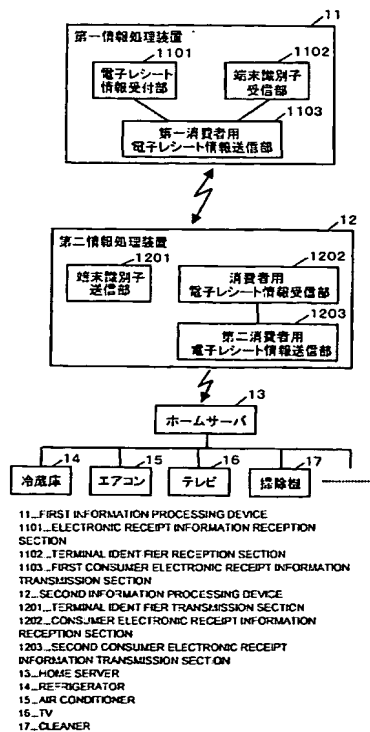 11
第一情報処理装置
1101
1102
電子レシート
情報受付部
端末識別子
受信部
1103
第一消費者用
電子レシート情報送信部
12
第二情報処理装置
1201
1202
端末識別子
送信部
消費者用
電子レシート情報受信部
1203
第二消費者用
電子レシート情報送信部
13
ホームサーバ
14
15
16
17
冷蔵庫
エアコン
テレビ
掃除機
11...FIRST INFORMATION PROCESSING DEVICE
1101...ELECTRONIC RECEIPT INFORMATION RECEPTION
SECTION
1102...TERMINAL IDENTIFIER RECEPTION SECTION
1103...FIRST CONSUMER ELECTRONIC RECEIPT INFORMATION
TRANSMISSION SECTION
12...SECOND INFORMATION PROCESSING DEVICE
1201...TERMINAL IDENTIFIER TRANSMISSION SECTION
1202...CONSUMER ELECTRONIC RECEIPT INFORMATION
RECEPTION SECTION
1203...SECOND CONSUMER ELECTRONIC RECEIPT
INFORMATION TRANSMISSION SECTION
13...HOME SERVER
14...REFRIGERATOR
15...AIR CONDITIONER
16...TV
17...CLEANER